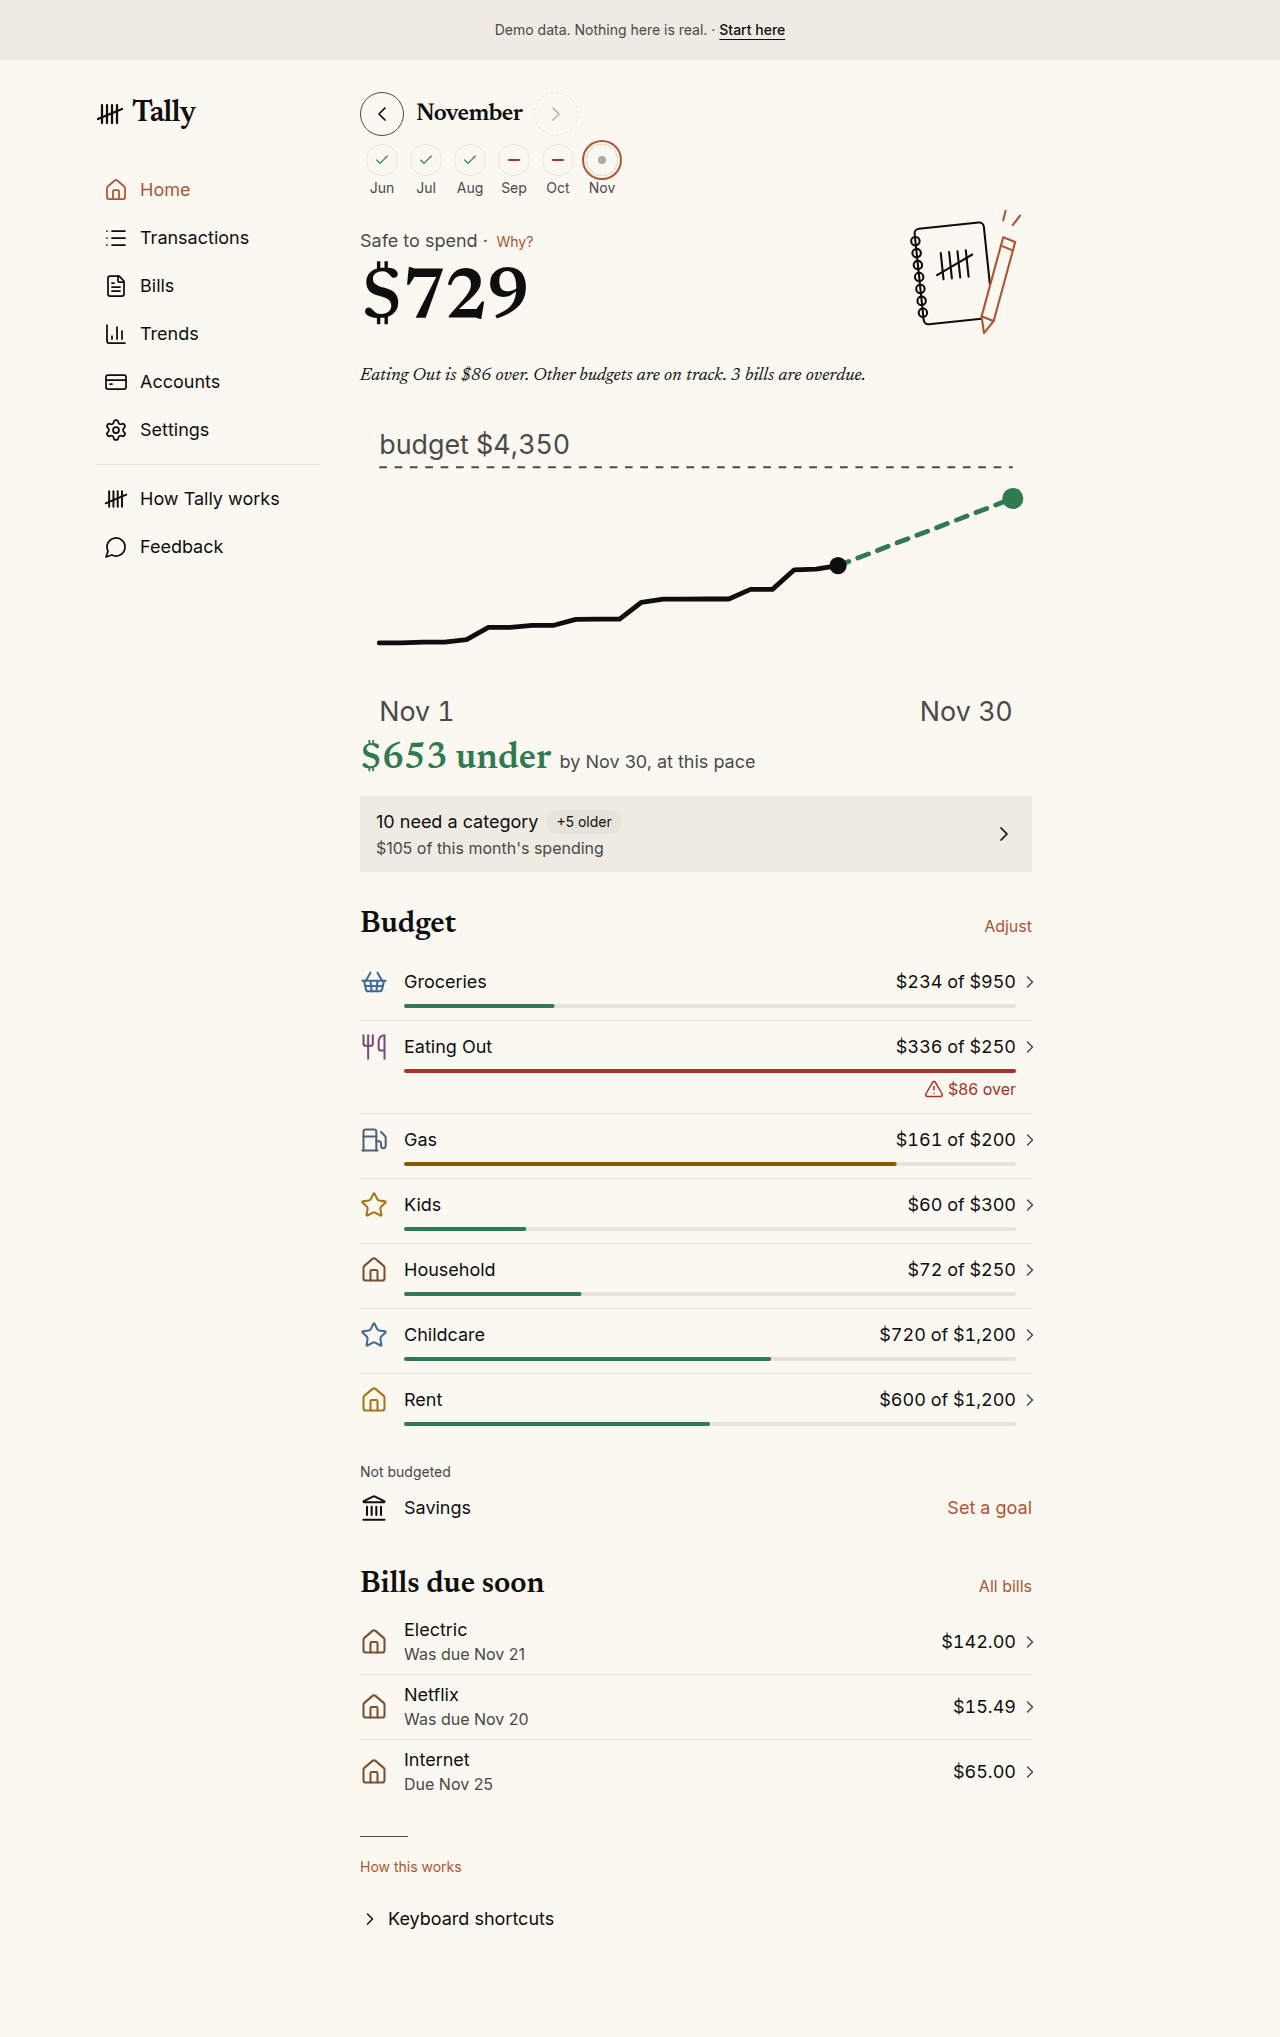 Demo data. Nothing here is real. · Start here
Tally
Home
Transactions
Bills
Trends
Accounts
Settings
How Tally works
Feedback
November
Jun Jul Aug Sep Oct Nov
Safe to spend · Why?
$729
Eating Out is $86 over. Other budgets are on track. 3 bills are overdue.
budget $4,350
Nov 1 Nov 30
$653 under by Nov 30, at this pace
10 need a category +5 older
$105 of this month's spending
Budget Adjust
Groceries $234 of $950
Eating Out $336 of $250
$86 over
Gas $161 of $200
Kids $60 of $300
Household $72 of $250
Childcare $720 of $1,200
Rent $600 of $1,200
Not budgeted
Savings Set a goal
Bills due soon All bills
Electric $142.00
Was due Nov 21
Netflix $15.49
Was due Nov 20
Internet $65.00
Due Nov 25
How this works
Keyboard shortcuts